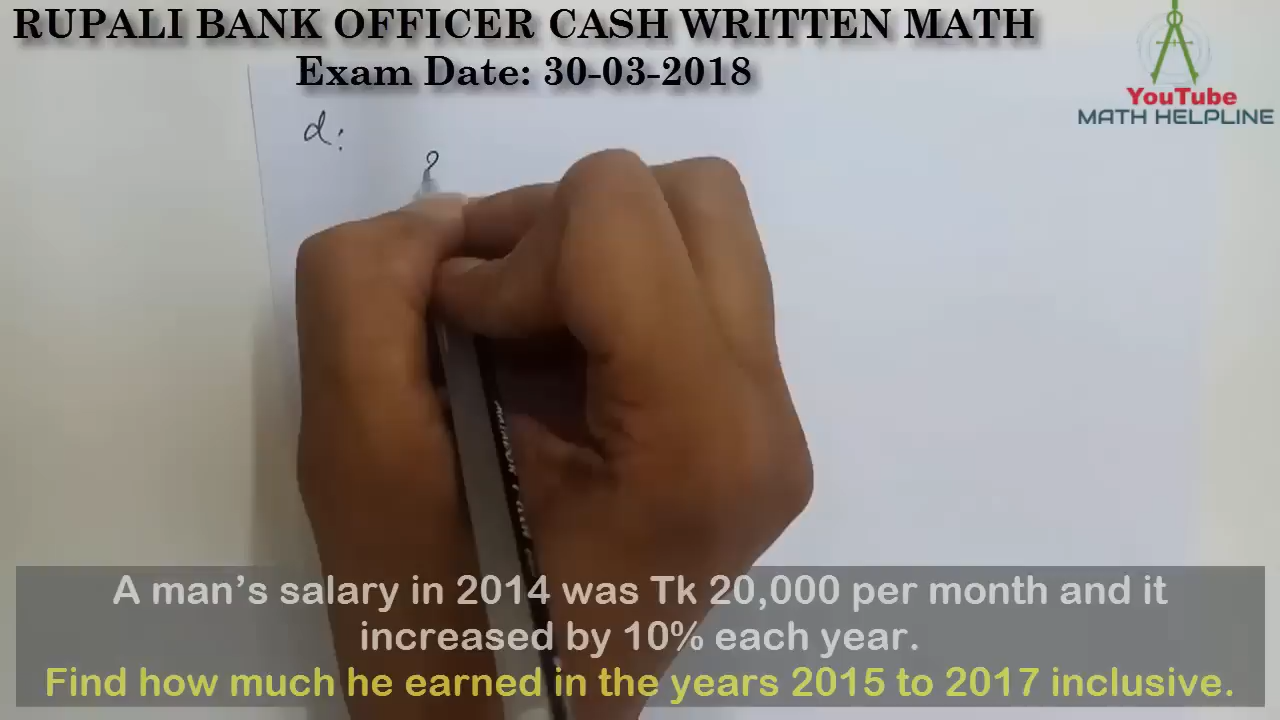 RUPALI BANK OFFICER CASH WRITTEN MATH
Exam Date: 30-03-2018
YouTube
MATH HELPLINE
d:
A man’s salary in 2014 was Tk 20,000 per month and it
increased by 10% each year.
Find how much he earned in the years 2015 to 2017 inclusive.